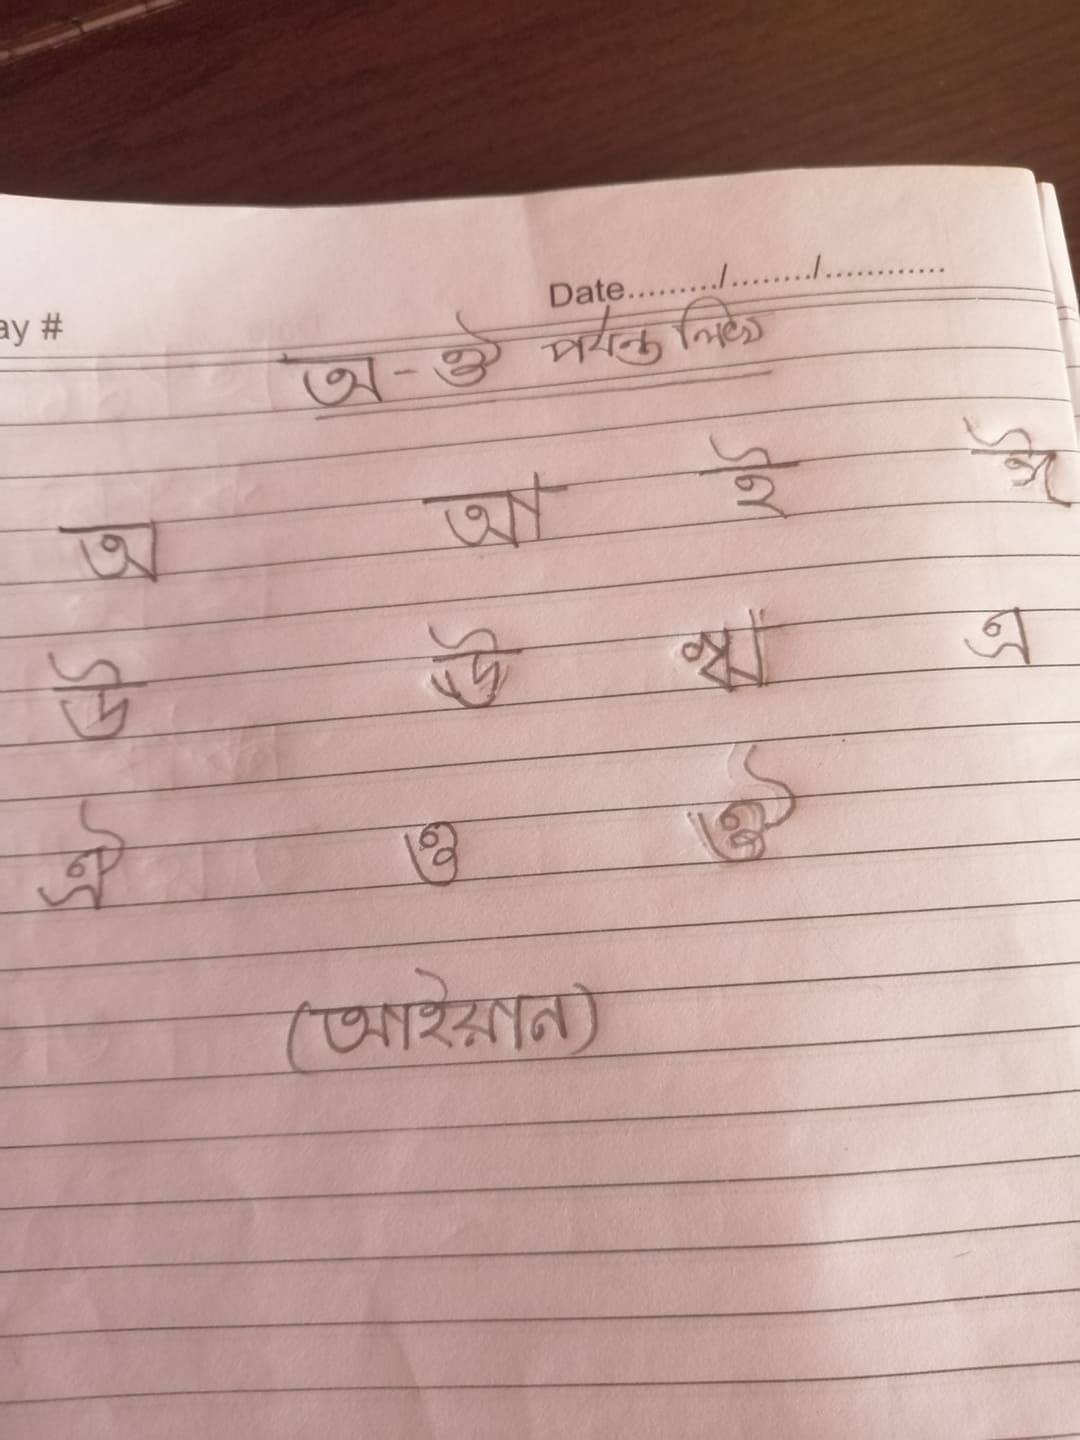 Date........./........./............
ay #
অ - ঔ পর্যন্ত লিখ
অ আ ই ঈ
উ ঊ ঋ এ
ঐ ও ঔ
(আইয়ান)